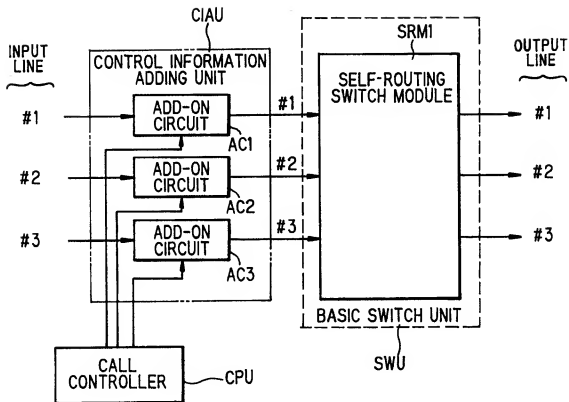 CIAU
SRM1
INPUT
LINE
OUTPUT
LINE
CONTROL INFORMATION
ADDING UNIT
SELF-ROUTING
SWITCH MODULE
#1
ADD-ON
CIRCUIT
AC1
#1
#1
#2
ADD-ON
CIRCUIT
AC2
#2
#2
#3
ADD-ON
CIRCUIT
AC3
#3
#3
BASIC SWITCH UNIT
SWU
CALL
CONTROLLER
CPU